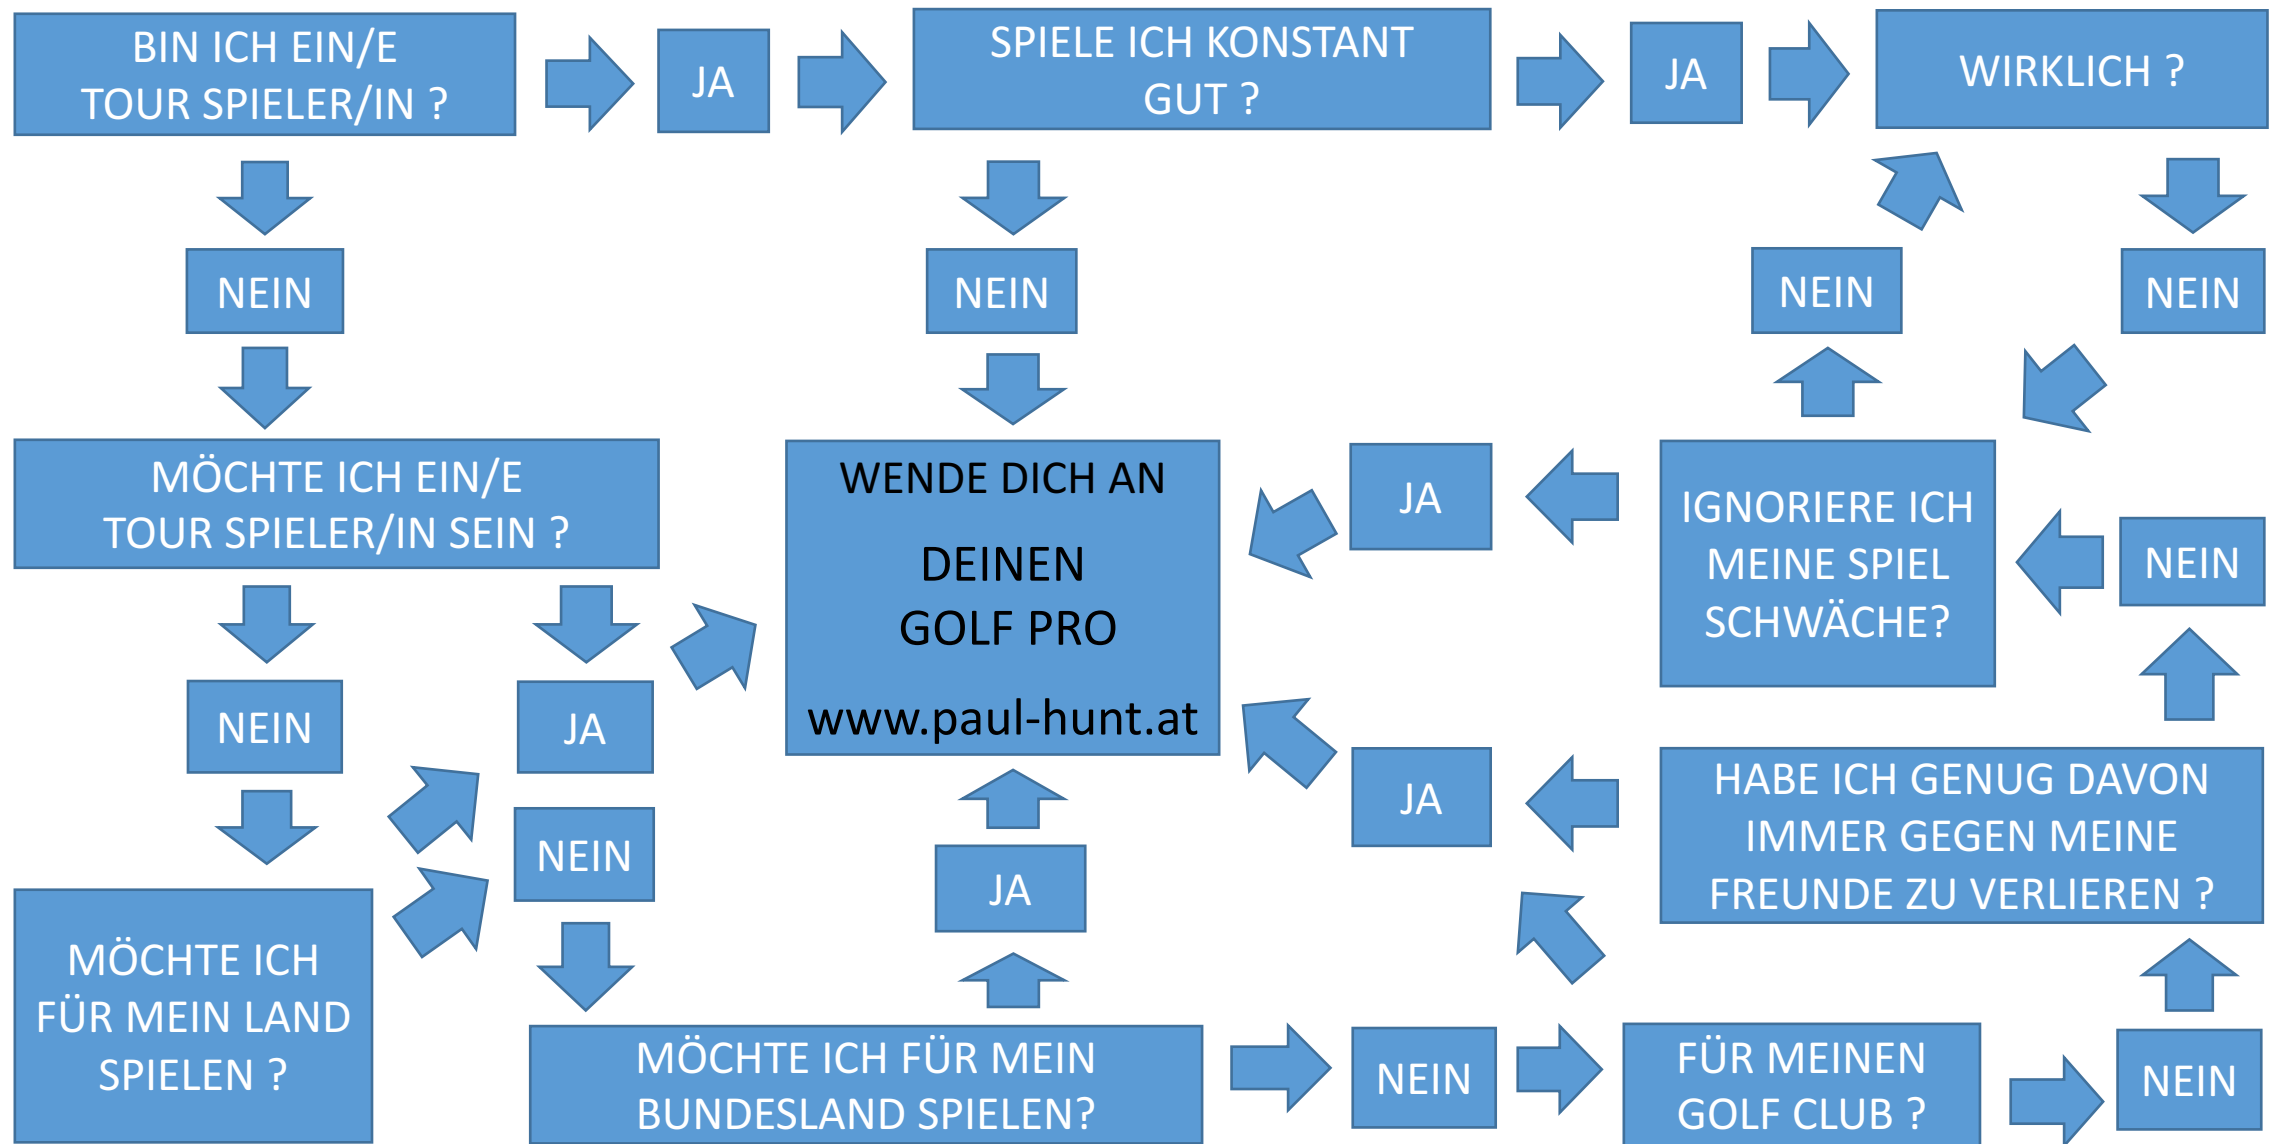 BIN ICH EIN/E
TOUR SPIELER/IN ?
JA
SPIELE ICH KONSTANT
GUT ?
JA
WIRKLICH ?
NEIN
NEIN
NEIN
NEIN
MÖCHTE ICH EIN/E
TOUR SPIELER/IN SEIN ?
WENDE DICH AN
DEINEN
GOLF PRO
www.paul-hunt.at
JA
IGNORIERE ICH
MEINE SPIEL
SCHWÄCHE?
NEIN
NEIN
JA
NEIN
JA
HABE ICH GENUG DAVON
IMMER GEGEN MEINE
FREUNDE ZU VERLIEREN ?
JA
MÖCHTE ICH
FÜR MEIN LAND
SPIELEN ?
MÖCHTE ICH FÜR MEIN
BUNDESLAND SPIELEN?
NEIN
FÜR MEINEN
GOLF CLUB ?
NEIN